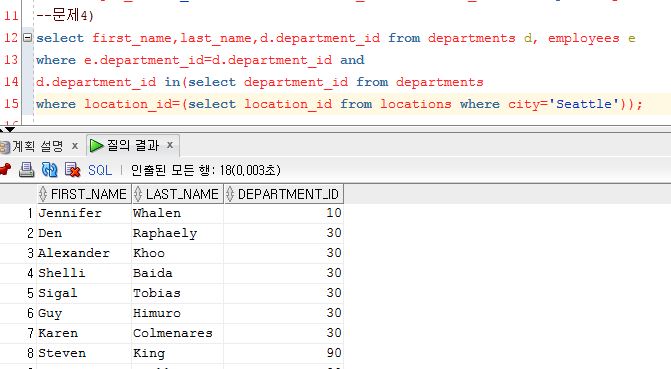 11 --문제4)
12 select first_name,last_name,d.department_id from departments d, employees e
13 where e.department_id=d.department_id and
14 d.department_id in(select department_id from departments
15 where location_id=(select location_id from locations where city='Seattle'));
계획 설명 x 질의 결과 x
SQL | 인출된 모든 행: 18(0,003초)
FIRST_NAME LAST_NAME DEPARTMENT_ID
1 Jennifer Whalen 10
2 Den Raphaely 30
3 Alexander Khoo 30
4 Shelli Baida 30
5 Sigal Tobias 30
6 Guy Himuro 30
7 Karen Colmenares 30
8 Steven King 90